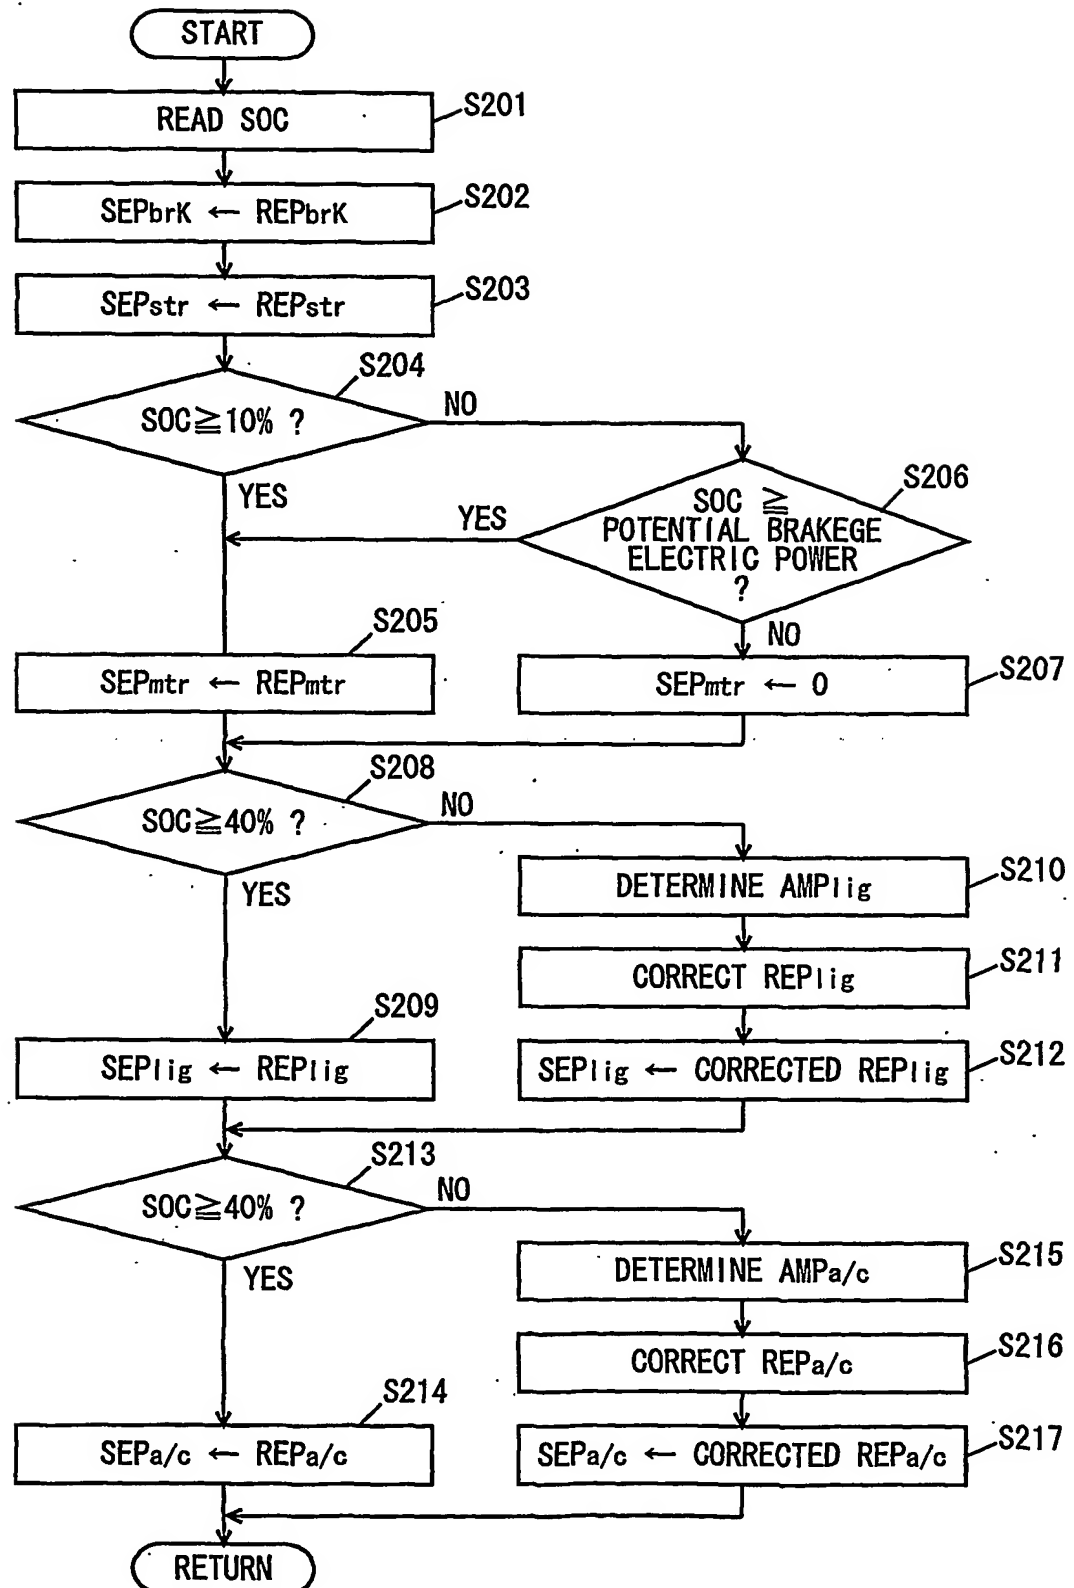 START
READ SOC
S201
SEPbrK ← REPbrK
S202
SEPstr ← REPstr
S203
S204
SOC≧10% ?
NO
YES
S206
SOC ≧
POTENTIAL BRAKEGE
ELECTRIC POWER
?
YES
NO
S205
SEPmtr ← REPmtr
SEPmtr ← 0
S207
S208
SOC≧40% ?
NO
YES
DETERMINE AMPlig
S210
CORRECT REPlig
S211
S209
SEPlig ← REPlig
SEPlig ← CORRECTED REPlig
S212
S213
SOC≧40% ?
NO
YES
DETERMINE AMPa/c
S215
CORRECT REPa/c
S216
S214
SEPa/c ← REPa/c
SEPa/c ← CORRECTED REPa/c
S217
RETURN